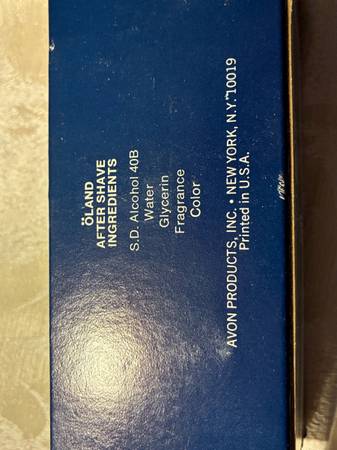 ÖLAND
AFTER SHAVE
INGREDIENTS
S.D. Alcohol 40B
Water
Glycerin
Fragrance
Color
AVON PRODUCTS, INC. • NEW YORK, N.Y. 10019
Printed in U.S.A.